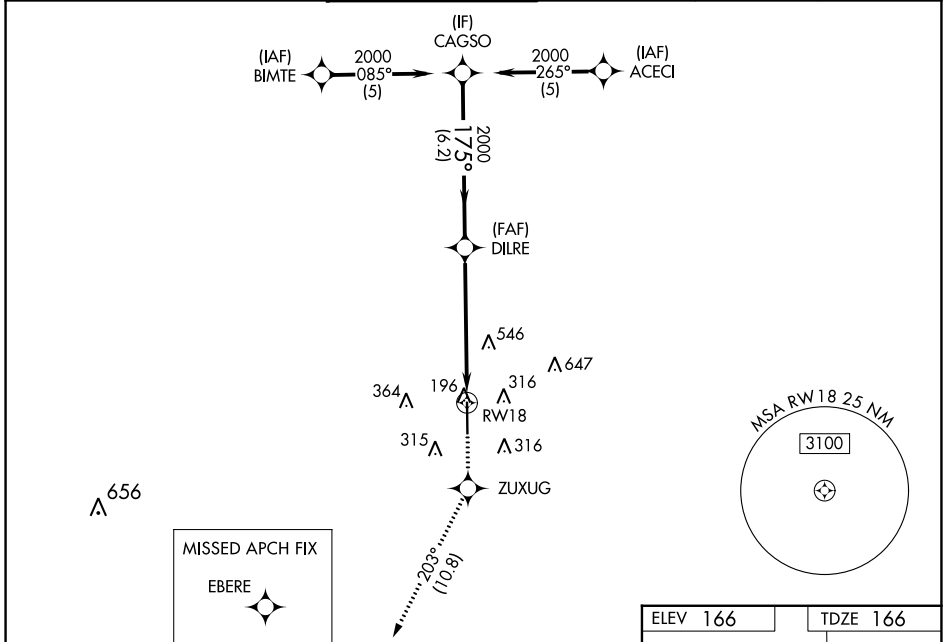 (IF)
CAGSO
(IAF)
BIMTE
2000
085°
(5)
2000
265°
(5)
(IAF)
ACECI
2000
175°
(6.2)
(FAF)
DILRE
546
647
364
196
316
RW18
315
316
ZUXUG
656
203°
(10.8)
MSA RW18 25 NM
3100
MISSED APCH FIX
EBERE
ELEV 166
TDZE 166